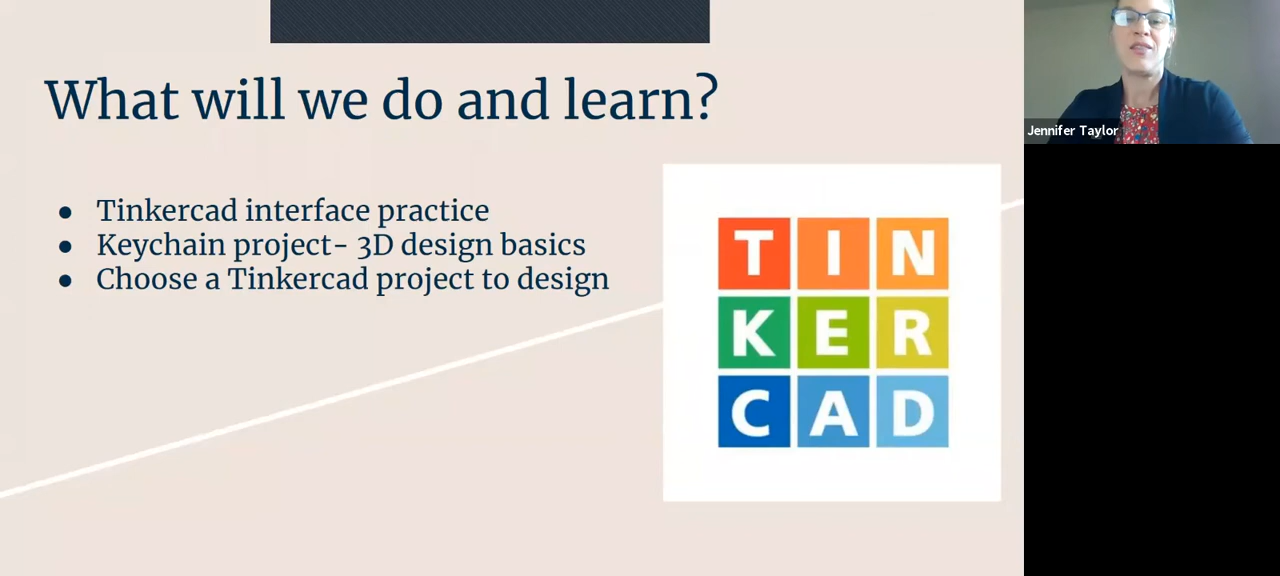 What will we do and learn?
● Tinkercad interface practice
● Keychain project- 3D design basics
● Choose a Tinkercad project to design
TIN
KER
CAD
Jennifer Taylor